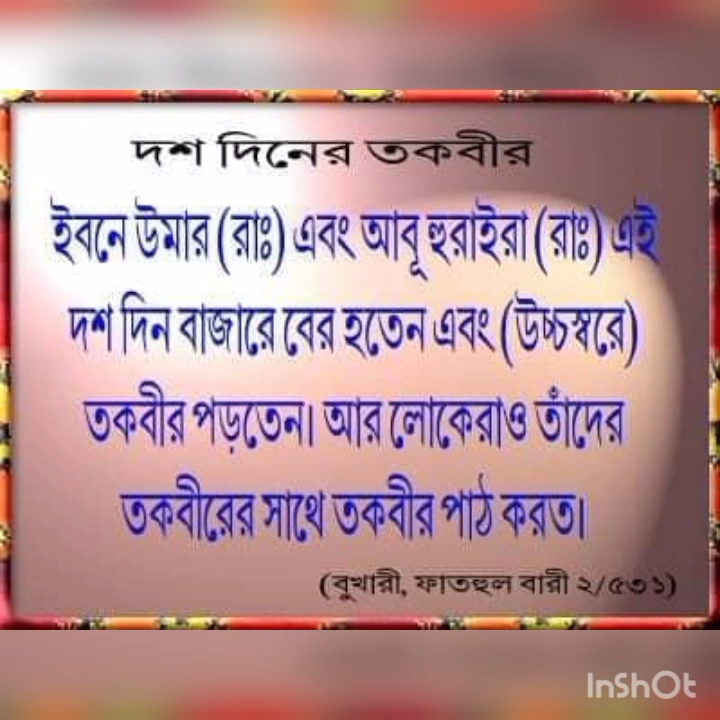 দশ দিনের তকবীর
ইবনে উমার (রাঃ) এবং আবূ হুরাইরা (রাঃ) এই
দশ দিন বাজারে বের হতেন এবং (উচ্চস্বরে)
তকবীর পড়তেন। আর লোকেরাও তাঁদের
তকবীরের সাথে তকবীর পাঠ করত।
(বুখারী, ফাতহুল বারী ২/৫৩১)
InShOt